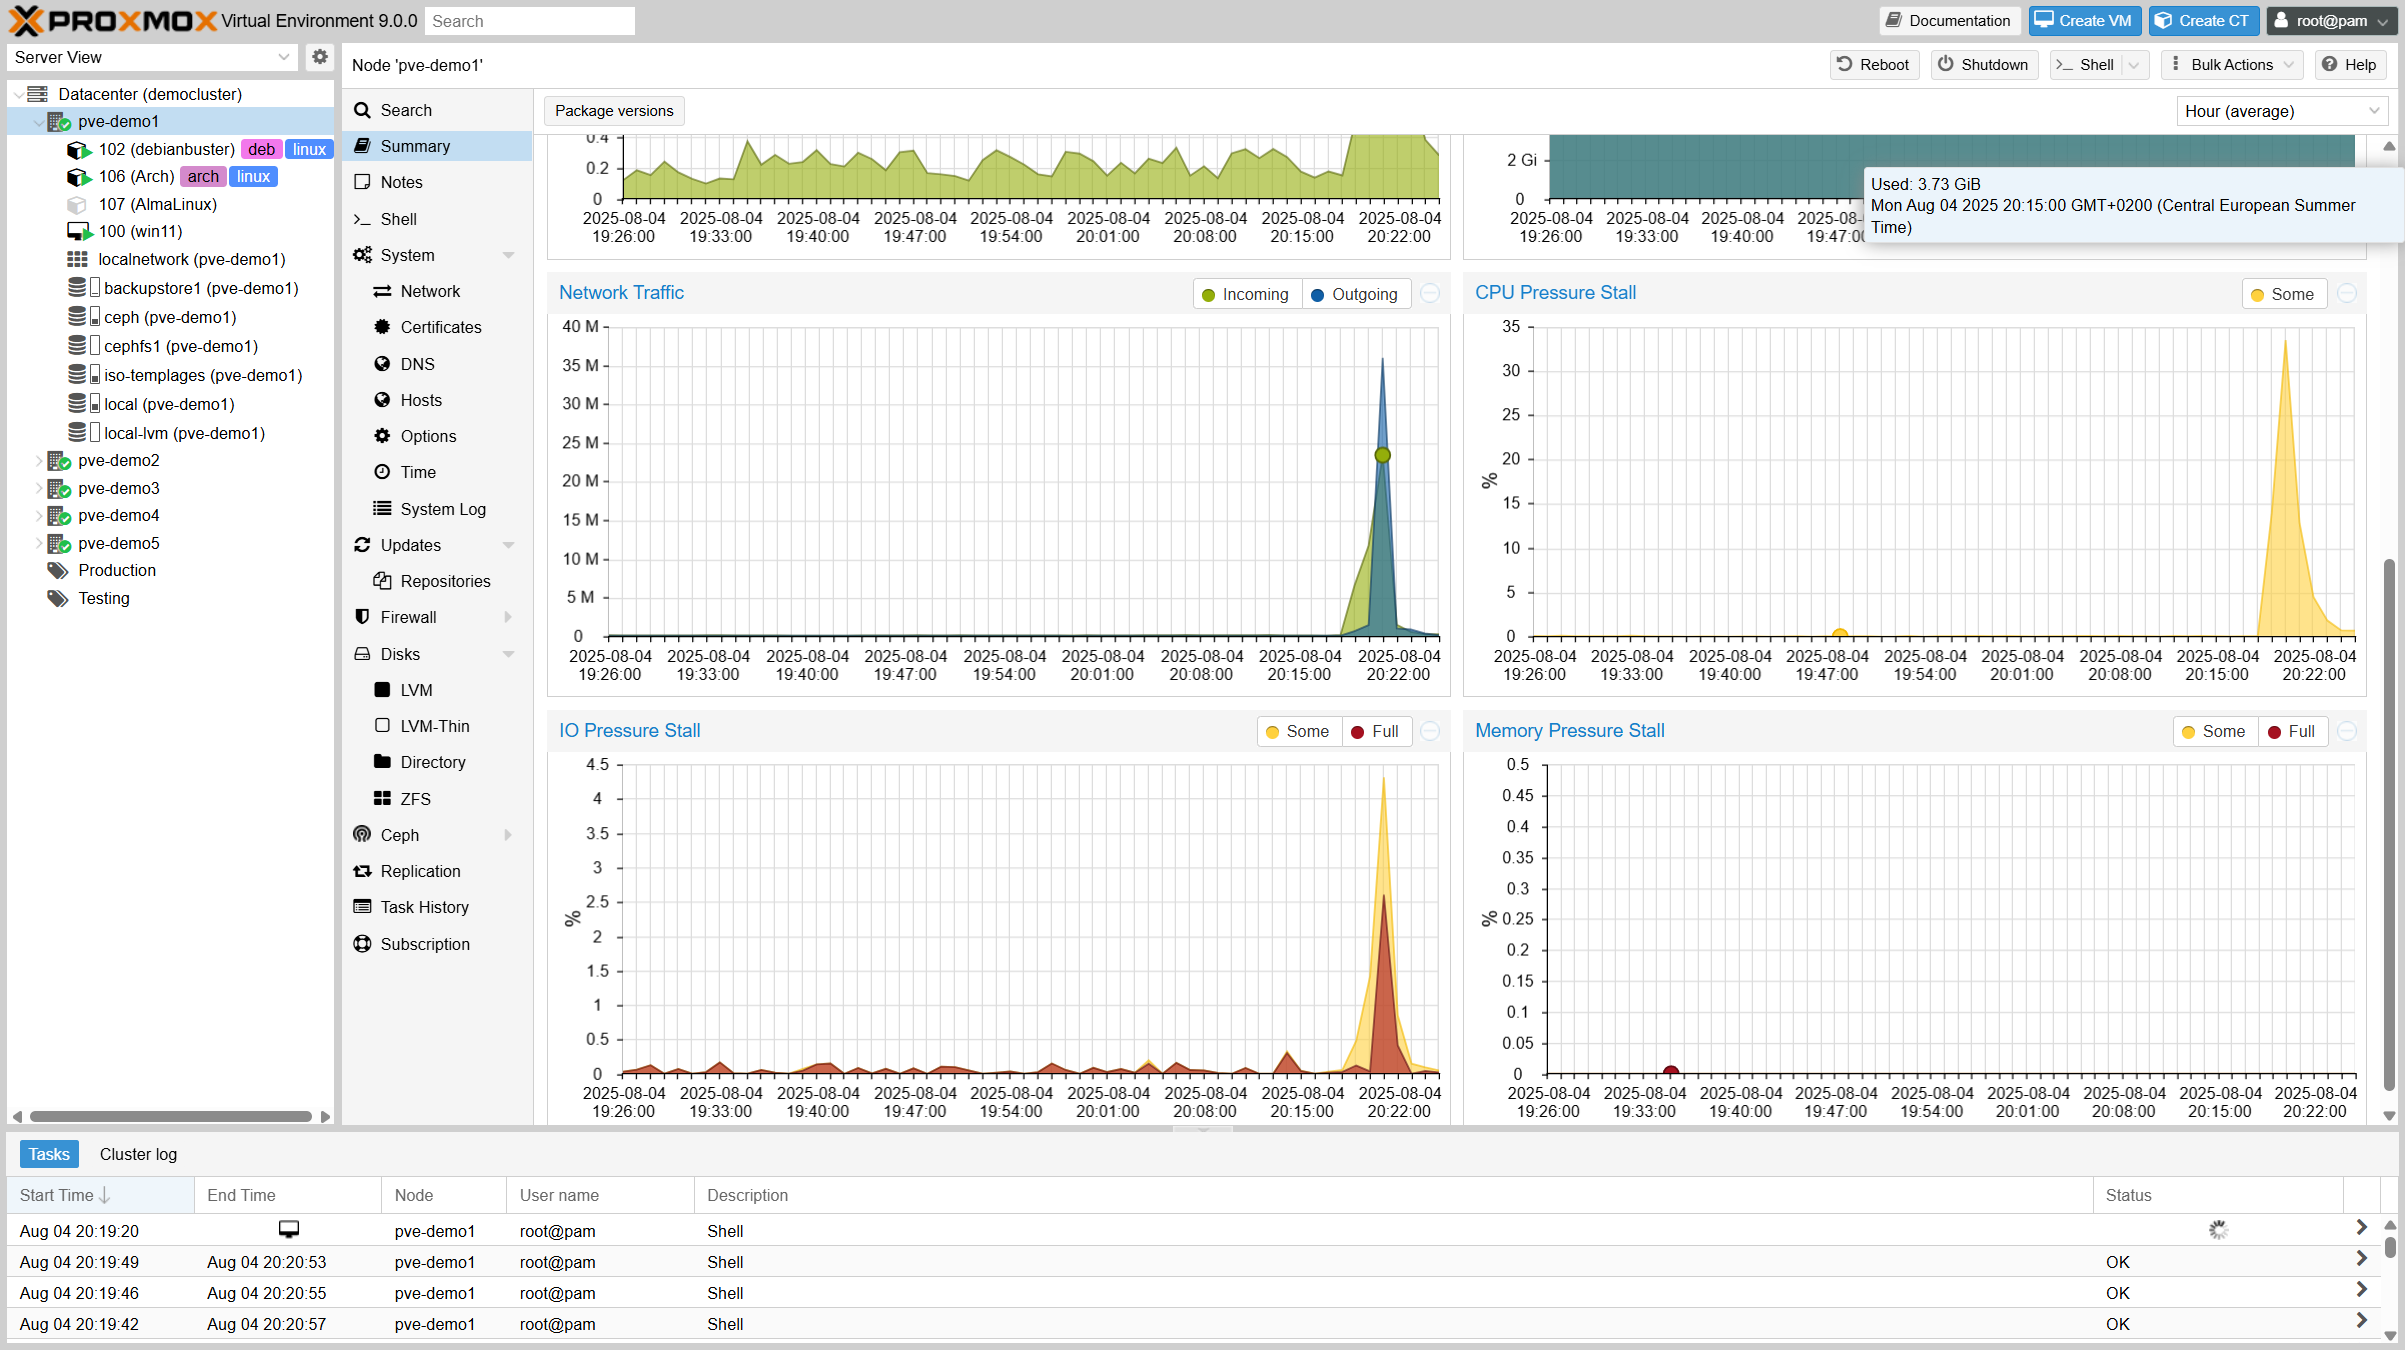 PROXMOX Virtual Environment 9.0.0 Search Documentation Create VM Create CT root@pam
Server View
Datacenter (democluster)
pve-demo1
102 (debianbuster) deb linux
106 (Arch) arch linux
107 (AlmaLinux)
100 (win11)
localnetwork (pve-demo1)
backupstore1 (pve-demo1)
ceph (pve-demo1)
cephfs1 (pve-demo1)
iso-templages (pve-demo1)
local (pve-demo1)
local-lvm (pve-demo1)
pve-demo2
pve-demo3
pve-demo4
pve-demo5
Production
Testing
Node 'pve-demo1' Reboot Shutdown Shell Bulk Actions Help
Search
Summary
Notes
Shell
System
Network
Certificates
DNS
Hosts
Options
Time
System Log
Updates
Repositories
Firewall
Disks
LVM
LVM-Thin
Directory
ZFS
Ceph
Replication
Task History
Subscription
Package versions Hour (average)
0.4
0.2
0
2025-08-04 2025-08-04 2025-08-04 2025-08-04 2025-08-04 2025-08-04 2025-08-04 2025-08-04 2025-08-04
19:26:00 19:33:00 19:40:00 19:47:00 19:54:00 20:01:00 20:08:00 20:15:00 20:22:00
2 Gi
0
2025-08-04 2025-08-04 2025-08-04
19:26:00 19:33:00 19:40:00
Used: 3.73 GiB
Mon Aug 04 2025 20:15:00 GMT+0200 (Central European Summer
Time)
Network Traffic Incoming Outgoing
40 M
35 M
30 M
25 M
20 M
15 M
10 M
5 M
0
2025-08-04 2025-08-04 2025-08-04 2025-08-04 2025-08-04 2025-08-04 2025-08-04 2025-08-04 2025-08-04
19:26:00 19:33:00 19:40:00 19:47:00 19:54:00 20:01:00 20:08:00 20:15:00 20:22:00
CPU Pressure Stall Some
35
30
25
20
%
15
10
5
0
2025-08-04 2025-08-04 2025-08-04 2025-08-04 2025-08-04 2025-08-04 2025-08-04 2025-08-04 2025-08-04
19:26:00 19:33:00 19:40:00 19:47:00 19:54:00 20:01:00 20:08:00 20:15:00 20:22:00
IO Pressure Stall Some Full
4.5
4
3.5
3
2.5
%
2
1.5
1
0.5
0
2025-08-04 2025-08-04 2025-08-04 2025-08-04 2025-08-04 2025-08-04 2025-08-04 2025-08-04 2025-08-04
19:26:00 19:33:00 19:40:00 19:47:00 19:54:00 20:01:00 20:08:00 20:15:00 20:22:00
Memory Pressure Stall Some Full
0.5
0.45
0.4
0.35
0.3
% 0.25
0.2
0.15
0.1
0.05
0
2025-08-04 2025-08-04 2025-08-04 2025-08-04 2025-08-04 2025-08-04 2025-08-04 2025-08-04 2025-08-04
19:26:00 19:33:00 19:40:00 19:47:00 19:54:00 20:01:00 20:08:00 20:15:00 20:22:00
Tasks Cluster log
Start Time End Time Node User name Description Status
Aug 04 20:19:20 pve-demo1 root@pam Shell
Aug 04 20:19:49 Aug 04 20:20:53 pve-demo1 root@pam Shell OK
Aug 04 20:19:46 Aug 04 20:20:55 pve-demo1 root@pam Shell OK
Aug 04 20:19:42 Aug 04 20:20:57 pve-demo1 root@pam Shell OK